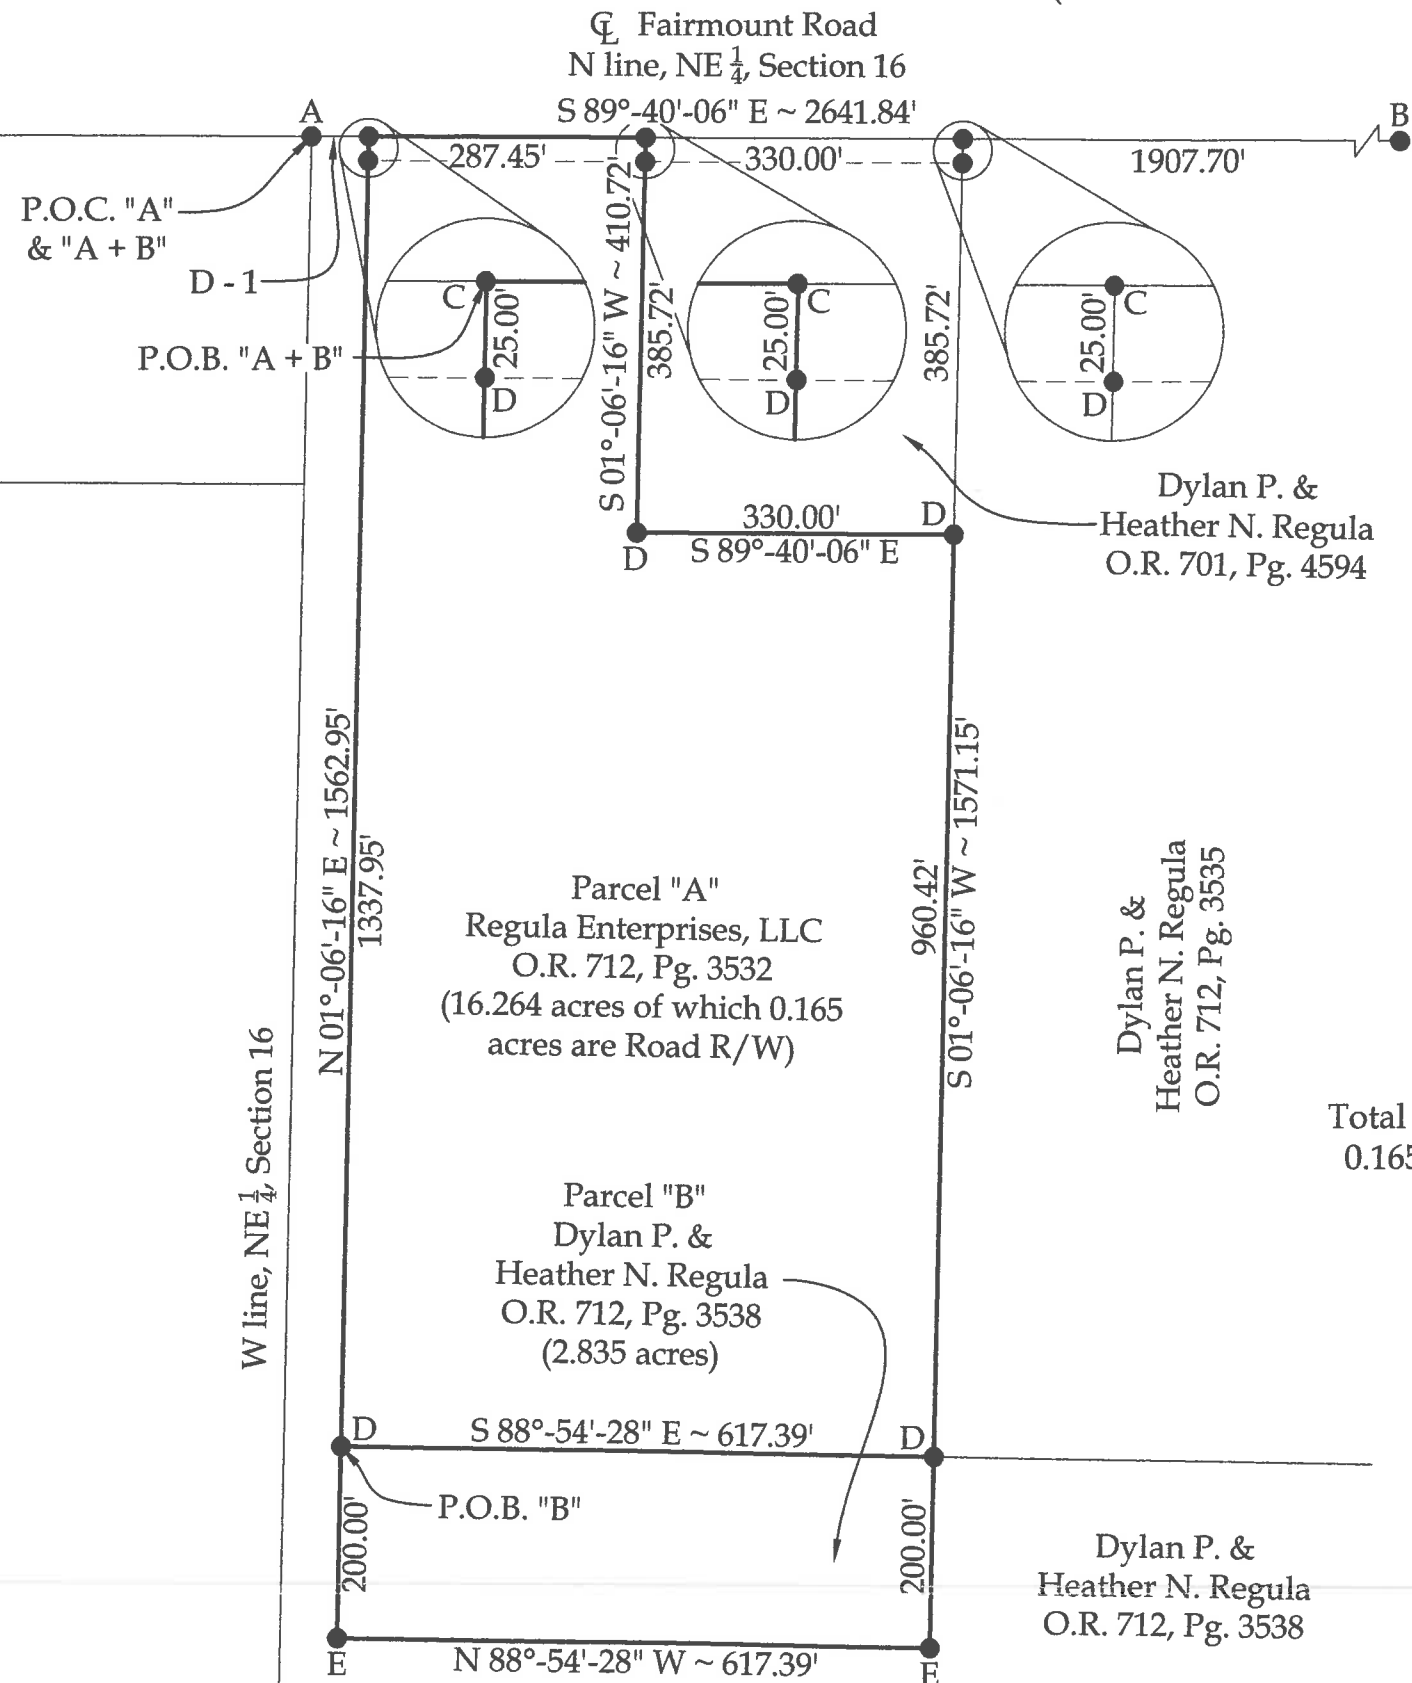 ℄ Fairmount Road
N line, NE 1/4, Section 16
S 89°-40'-06" E ~ 2641.84'
A
B
287.45'
330.00'
1907.70'
P.O.C. "A"
& "A + B"
D - 1
P.O.B. "A + B"
C
25.00'
D
S 01°-06'-16" W ~ 410.72'
385.72'
C
25.00'
D
385.72'
C
25.00'
D
Dylan P. &
Heather N. Regula
O.R. 701, Pg. 4594
330.00'
D
D
S 89°-40'-06" E
N 01°-06'-16" E ~ 1562.95'
1337.95'
960.42'
S 01°-06'-16" W ~ 1571.15'
Parcel "A"
Regula Enterprises, LLC
O.R. 712, Pg. 3532
(16.264 acres of which 0.165
acres are Road R/W)
Dylan P. &
Heather N. Regula
O.R. 712, Pg. 3535
W line, NE 1/4, Section 16
Total
0.165
Parcel "B"
Dylan P. &
Heather N. Regula
O.R. 712, Pg. 3538
(2.835 acres)
D
S 88°-54'-28" E ~ 617.39'
D
P.O.B. "B"
200.00'
200.00'
Dylan P. &
Heather N. Regula
O.R. 712, Pg. 3538
E
N 88°-54'-28" W ~ 617.39'
E